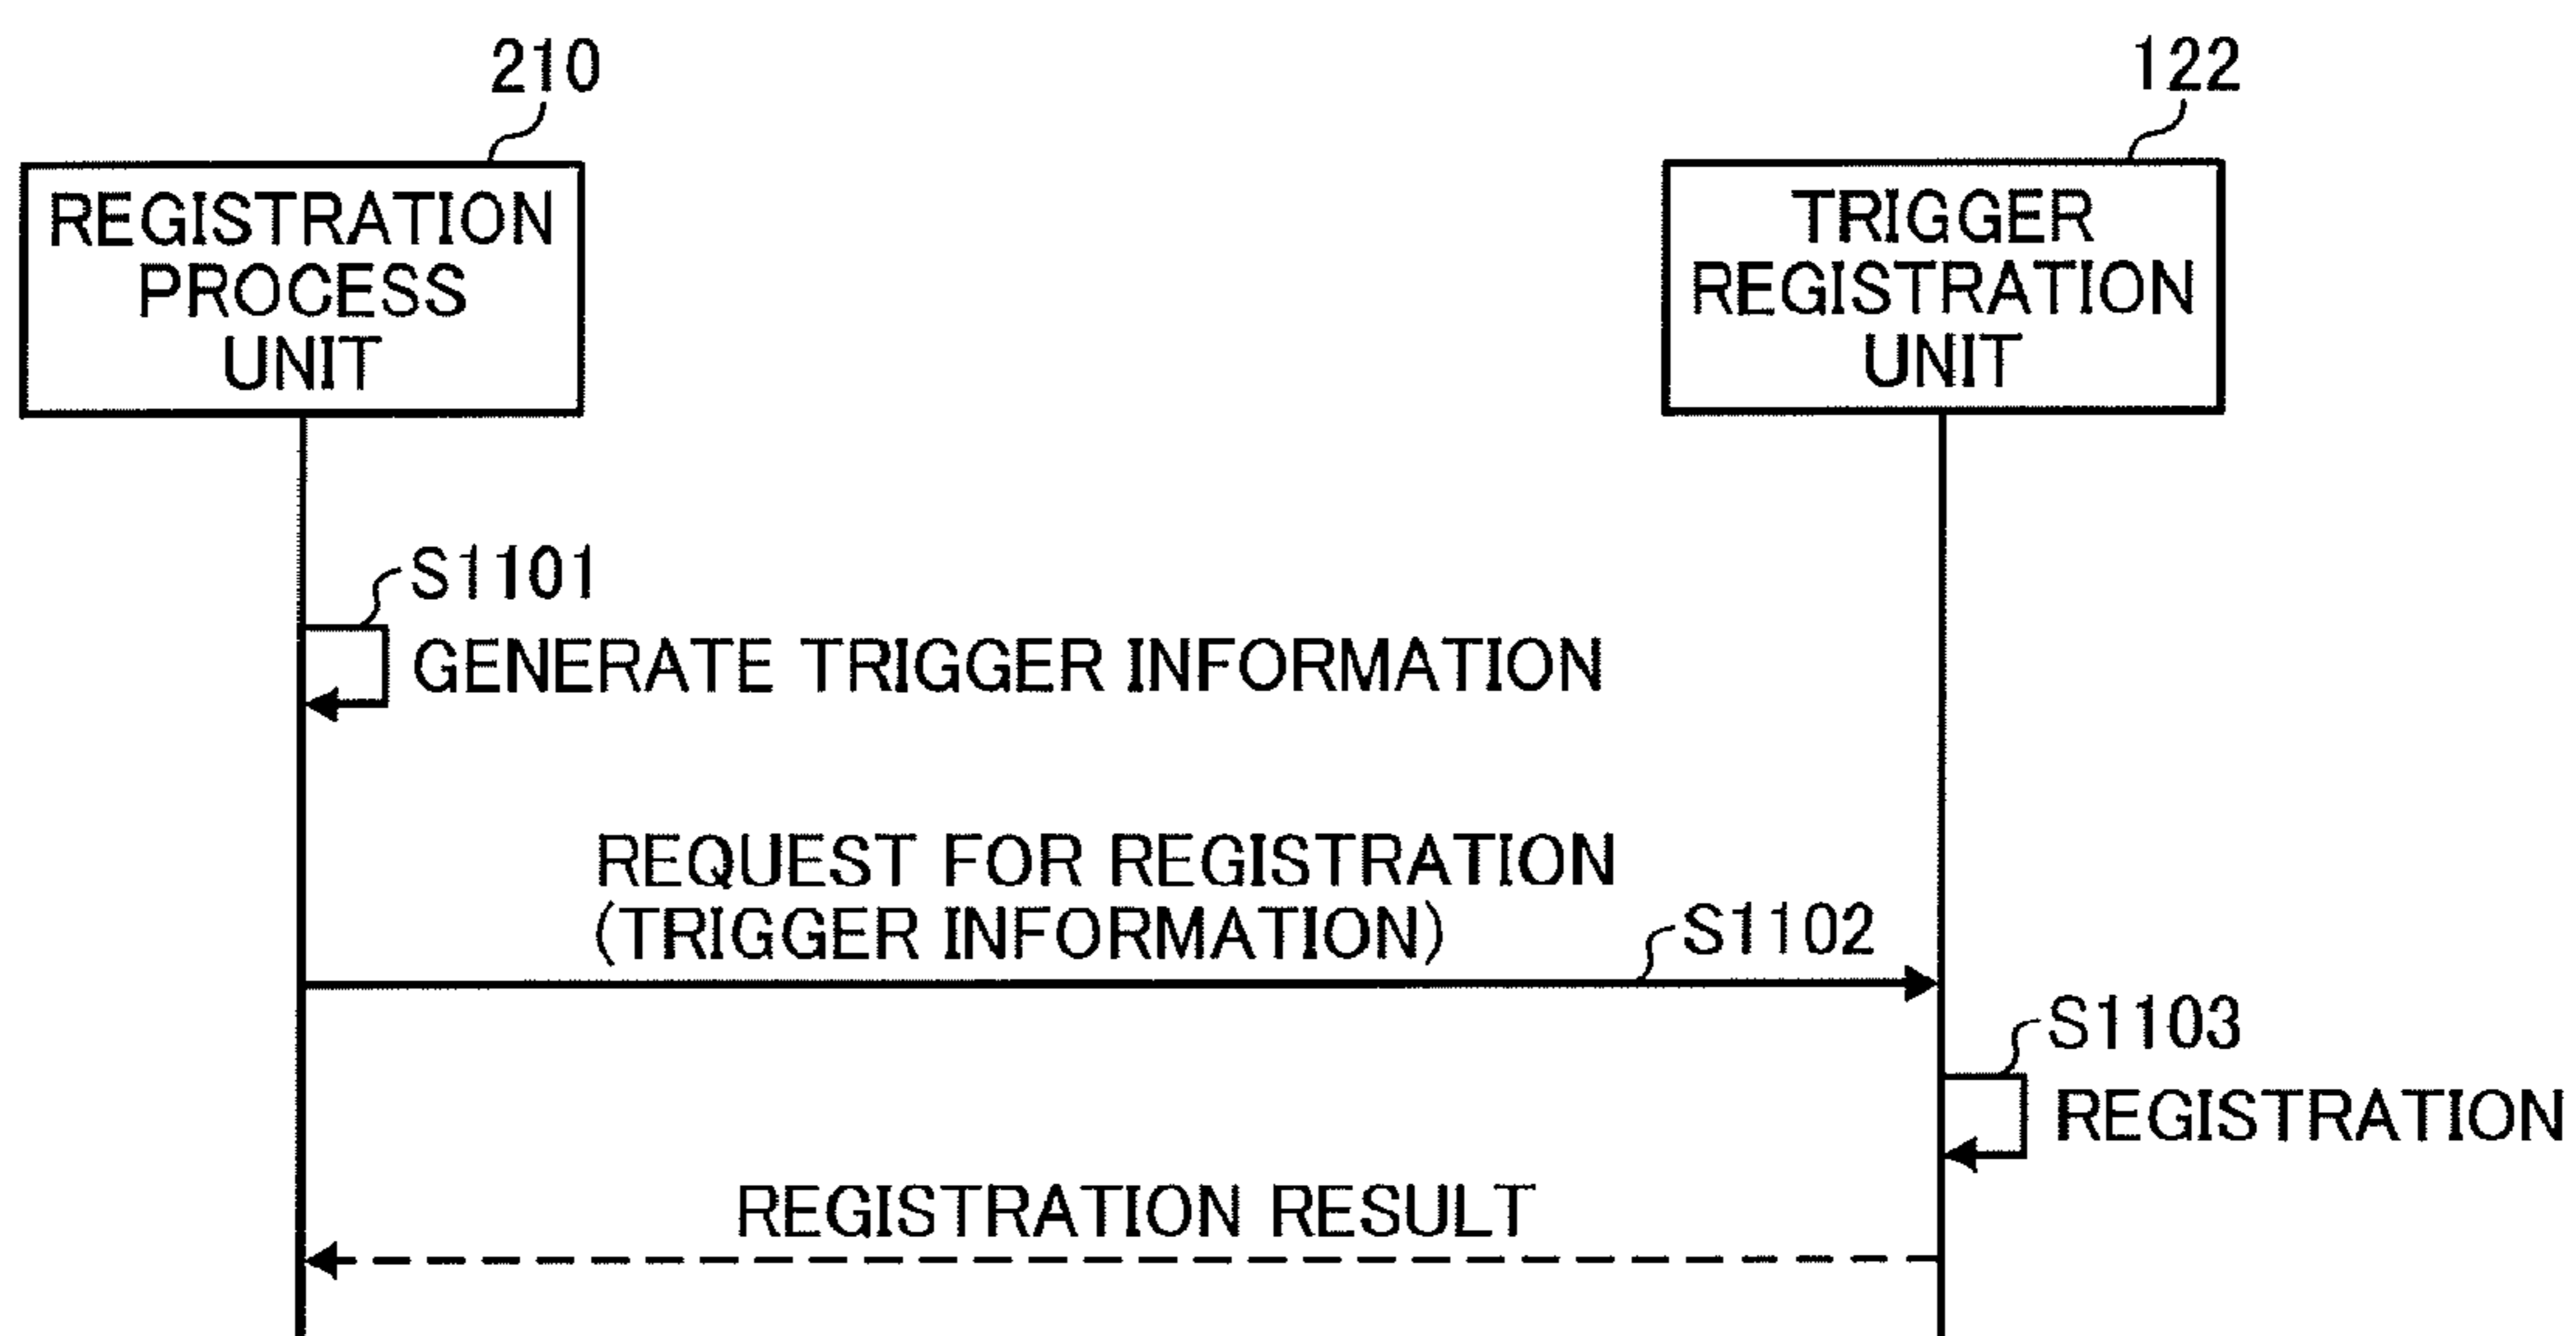 210
122
REGISTRATION
PROCESS
UNIT
TRIGGER
REGISTRATION
UNIT
S1101
GENERATE TRIGGER INFORMATION
REQUEST FOR REGISTRATION
(TRIGGER INFORMATION)
S1102
S1103
REGISTRATION
REGISTRATION RESULT